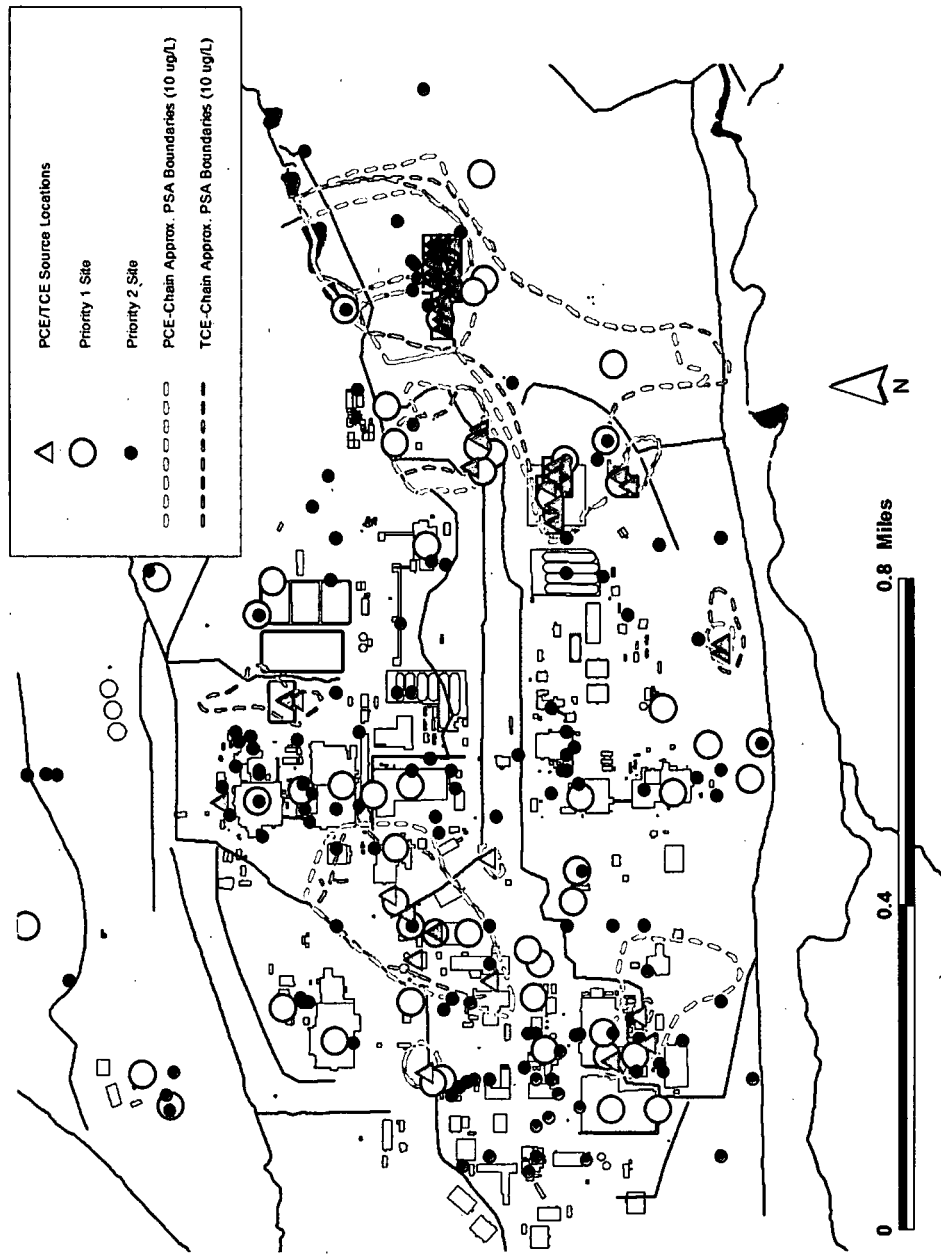 PCE/TCE Source Locations
Priority 1 Site
Priority 2 Site
PCE-Chain Approx. PSA Boundaries (10 ug/L)
TCE-Chain Approx. PSA Boundaries (10 ug/L)
N
0
0.4
0.8 Miles